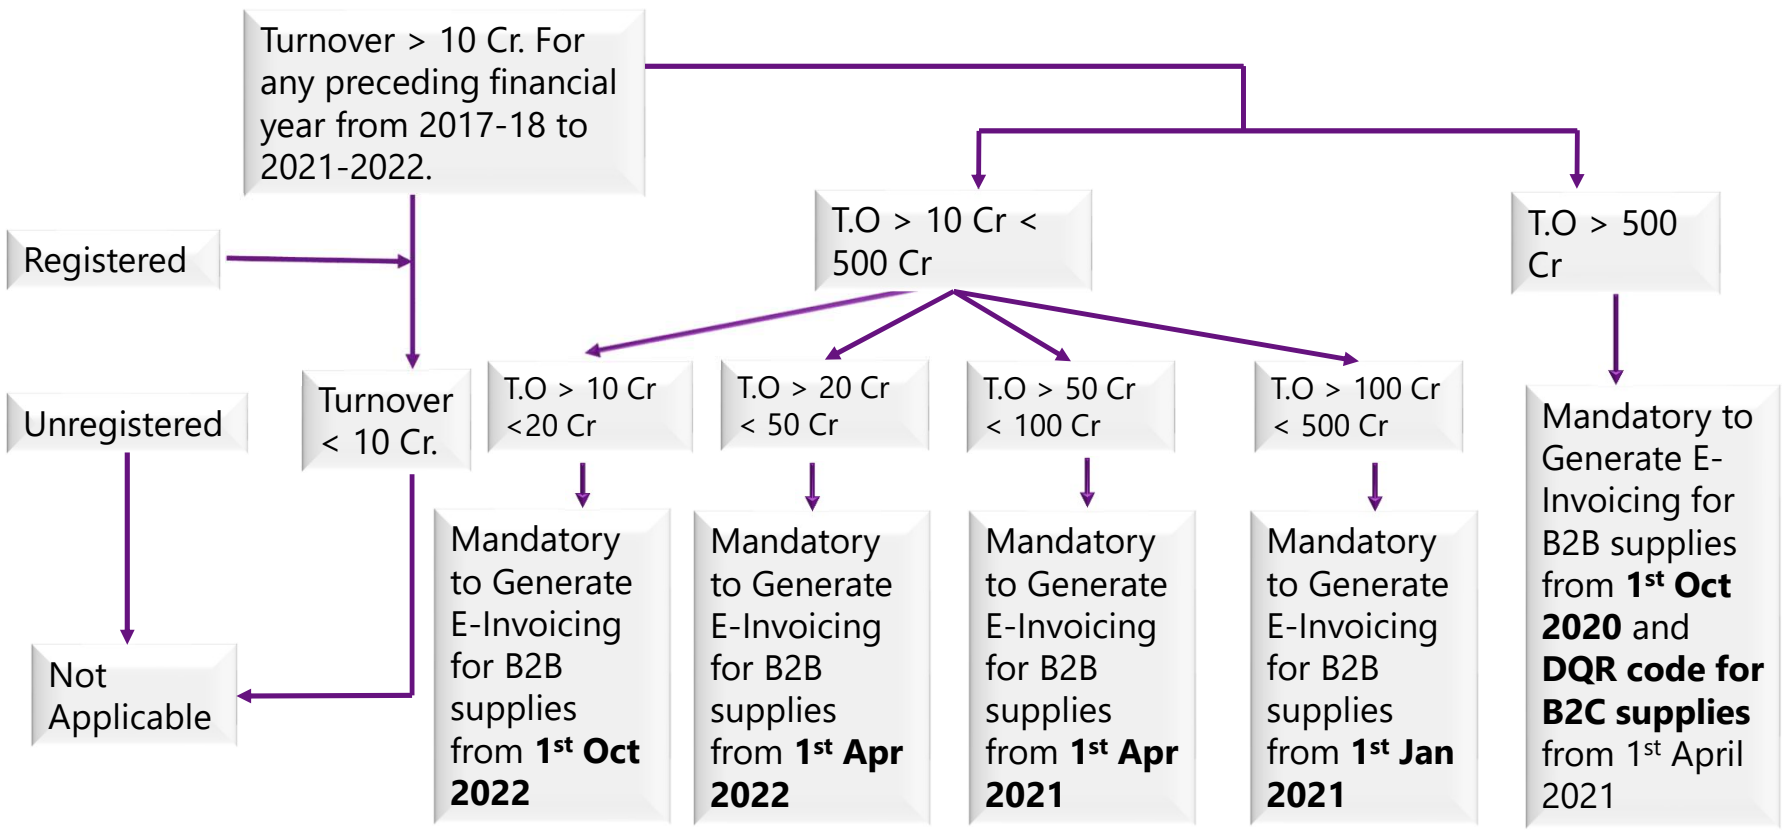 Turnover > 10 Cr. For
any preceding financial
year from 2017-18 to
2021-2022.
Registered
Unregistered
Not
Applicable
Turnover
< 10 Cr.
T.O > 10 Cr <
500 Cr
T.O > 500
Cr
T.O > 10 Cr
<20 Cr
T.O > 20 Cr
< 50 Cr
T.O > 50 Cr
< 100 Cr
T.O > 100 Cr
< 500 Cr
Mandatory
to Generate
E-Invoicing
for B2B
supplies
from 1st Oct
2022
Mandatory
to Generate
E-Invoicing
for B2B
supplies
from 1st Apr
2022
Mandatory
to Generate
E-Invoicing
for B2B
supplies
from 1st Apr
2021
Mandatory
to Generate
E-Invoicing
for B2B
supplies
from 1st Jan
2021
Mandatory to
Generate E-
Invoicing for
B2B supplies
from 1st Oct
2020 and
DQR code for
B2C supplies
from 1st April
2021